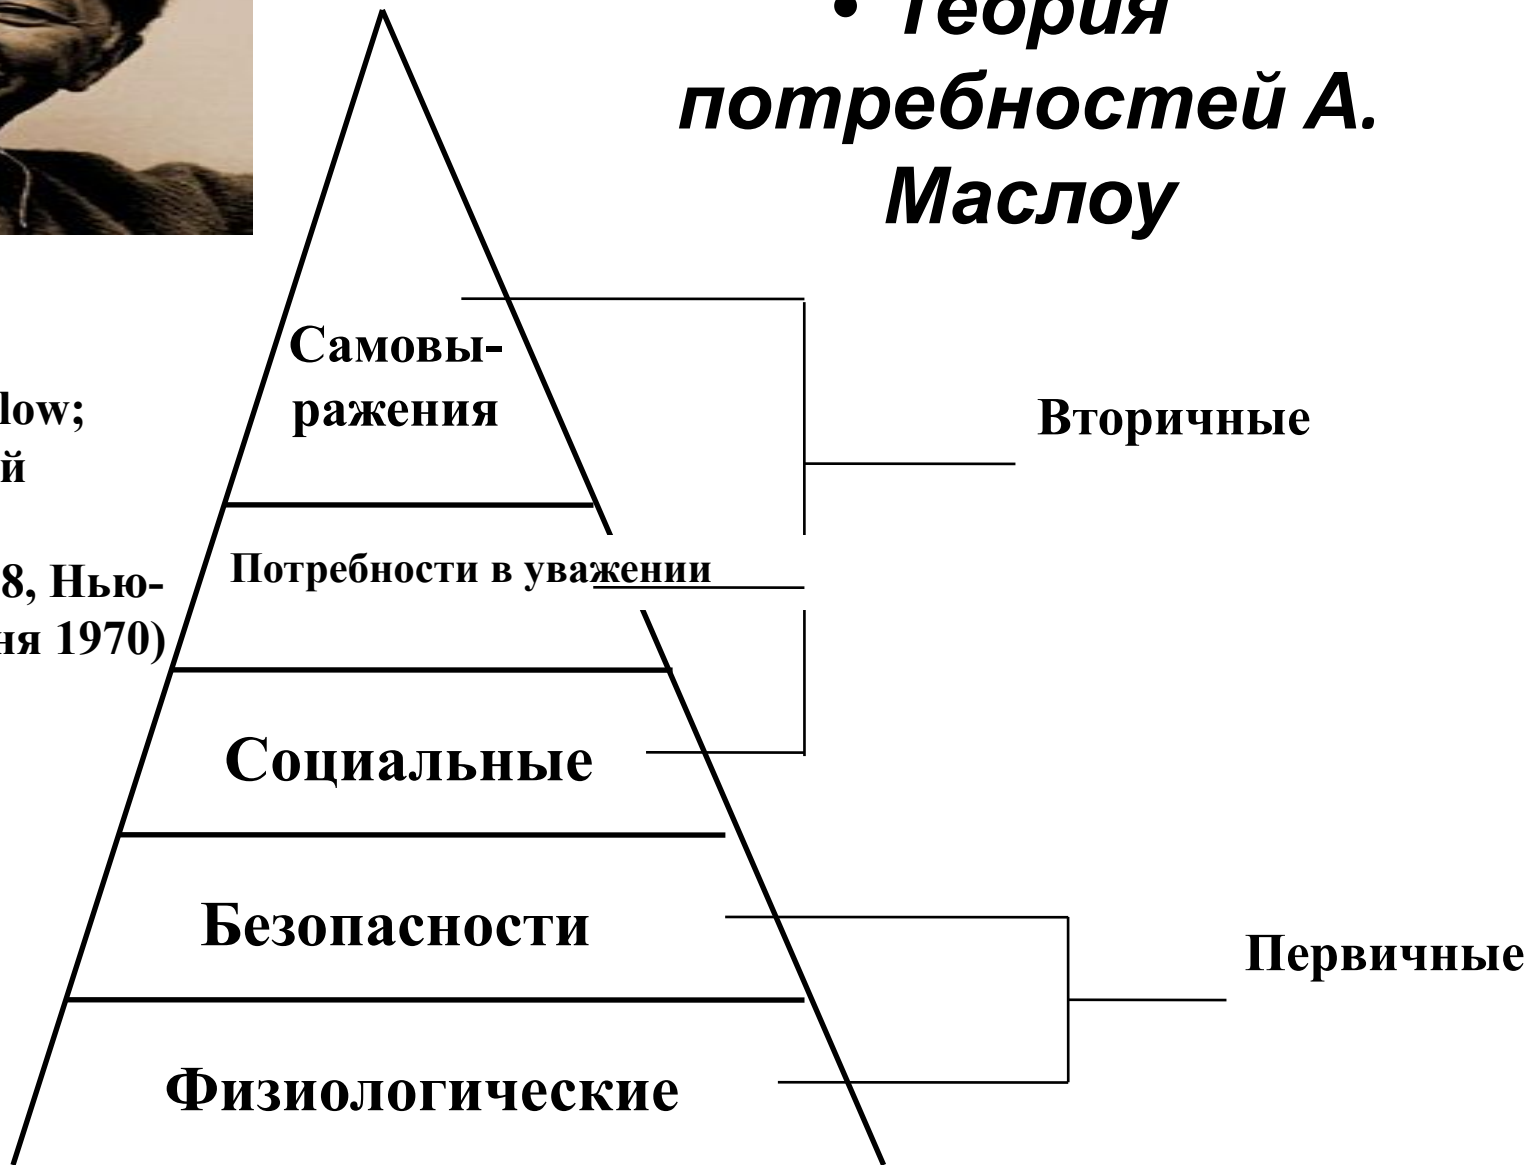 • Теория
потребностей А.
Маслоу
low;
й
8, Нью-
ня 1970)
Самовы-
ражения
Потребности в уважении
Социальные
Безопасности
Физиологические
Вторичные
Первичные